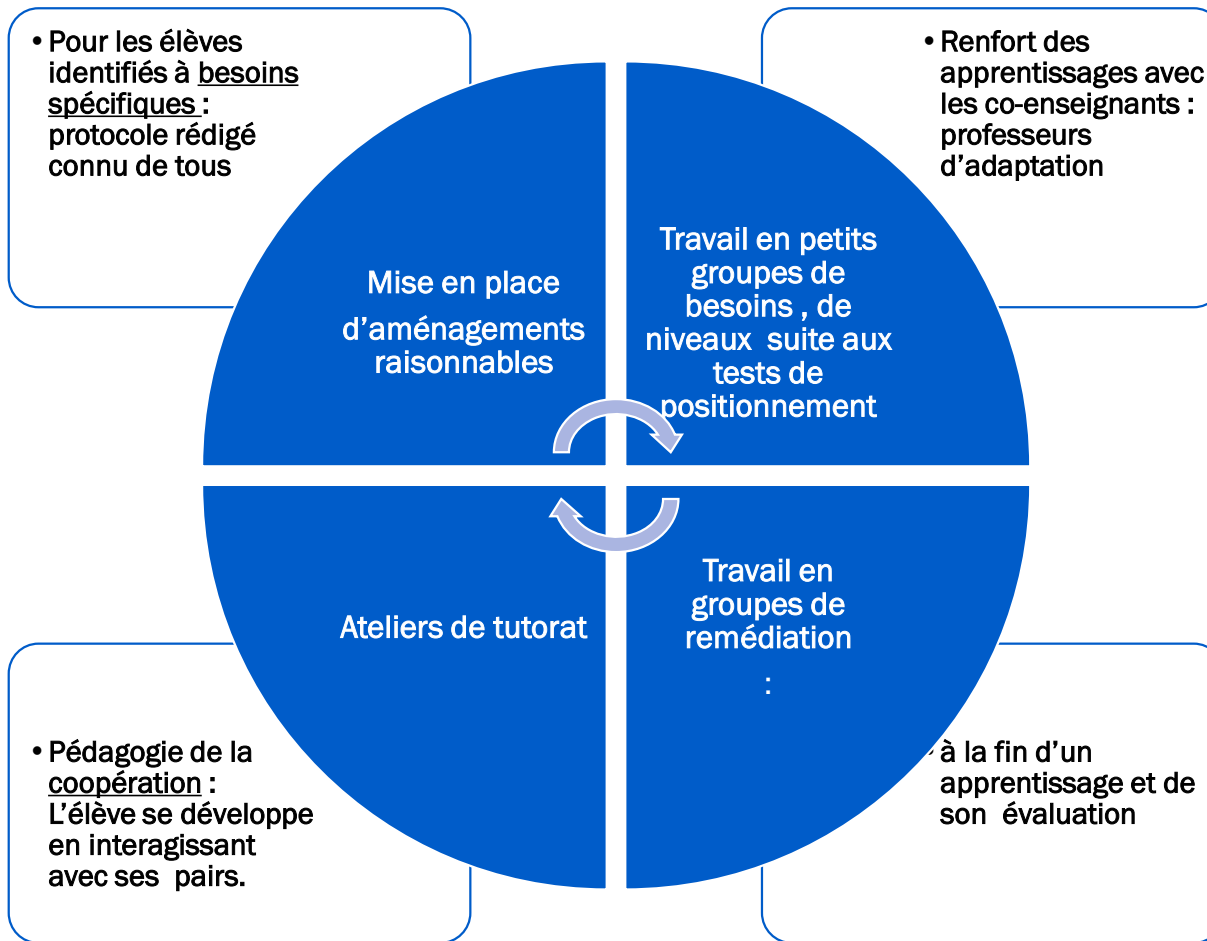 • Pour les élèves
identifiés à besoins
spécifiques :
protocole rédigé
connu de tous
• Renfort des
apprentissages avec
les co-enseignants :
professeurs
d’adaptation
Mise en place
d’aménagements
raisonnables
Travail en petits
groupes de
besoins , de
niveaux  suite aux
tests de
positionnement
Ateliers de tutorat
Travail en
groupes de
remédiation
:
• Pédagogie de la
coopération :
L’élève se développe
en interagissant
avec ses  pairs.
• à la fin d’un
apprentissage et de
son  évaluation